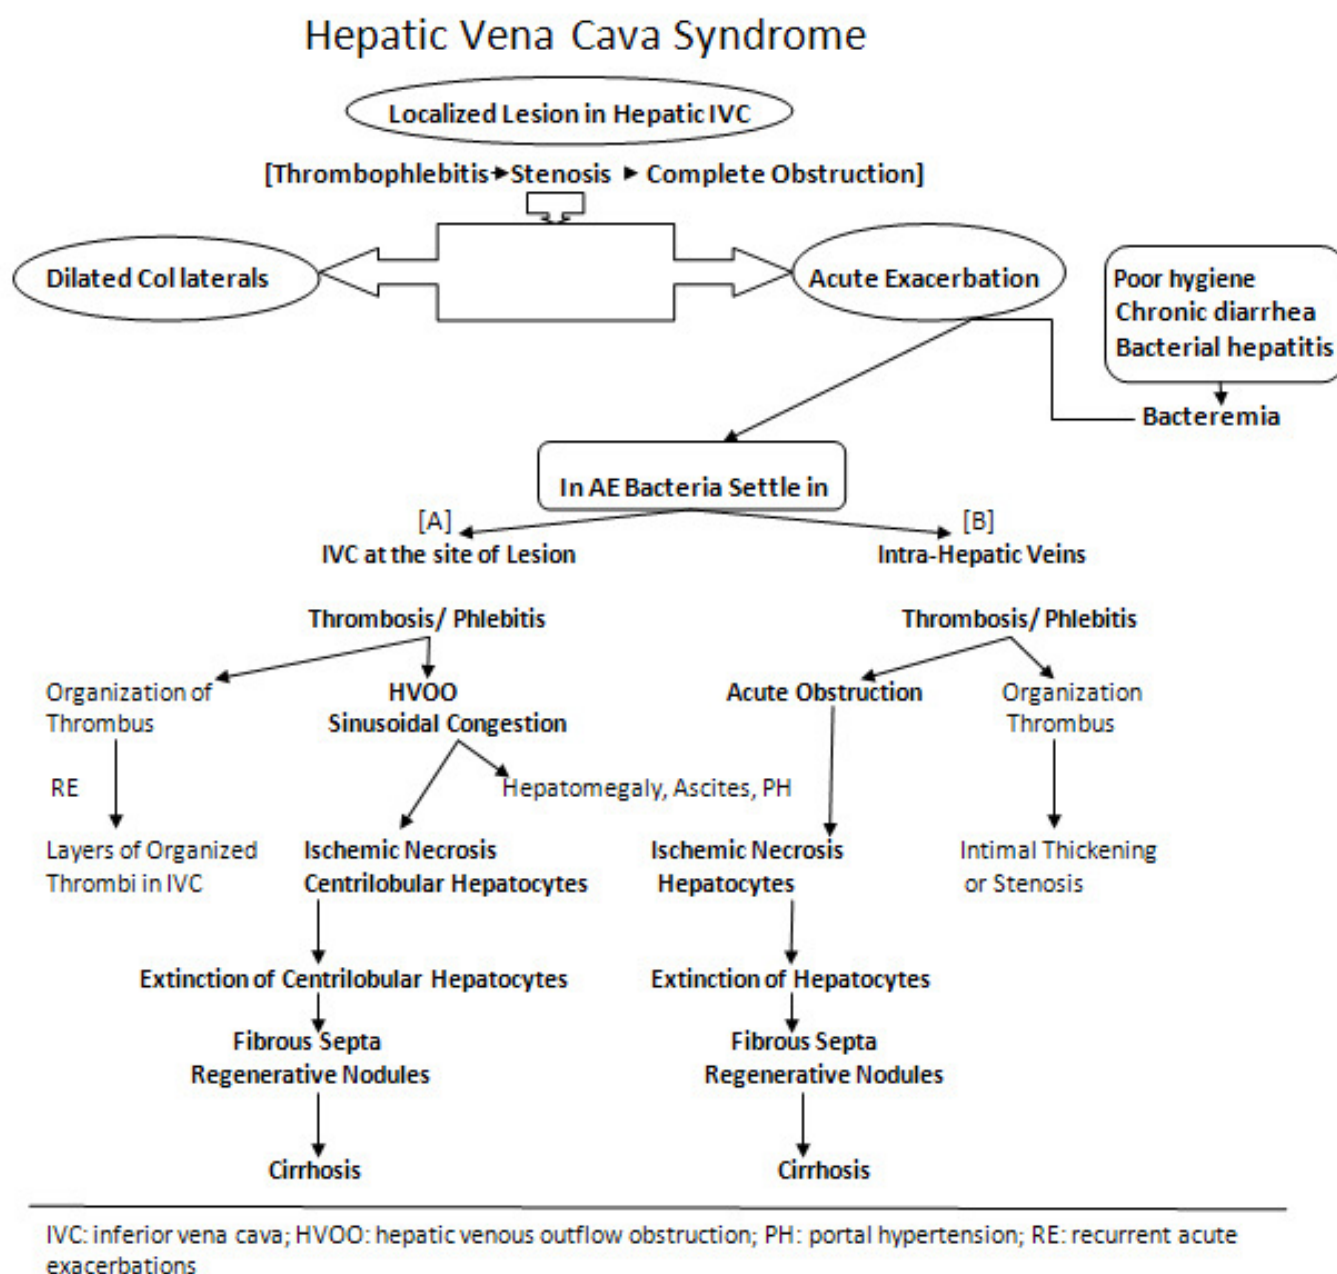 Hepatic Vena Cava Syndrome
Localized Lesion in Hepatic IVC
[Thrombophlebitis Stenosis Complete Obstruction]
Dilated Col laterals
Acute Exacerbation
Poor hygiene
Chronic diarrhea
Bacterial hepatitis
Bacteremia
In AE Bacteria Settle in
[A]
IVC at the site of Lesion
[B]
Intra-Hepatic Veins
Thrombosis/ Phlebitis
Thrombosis/ Phlebitis
Organization of
Thrombus
HVOO
Sinusoidal Congestion
Acute Obstruction
Organization
Thrombus
RE
Hepatomegaly, Ascites, PH
Layers of Organized
Thrombi in IVC
Ischemic Necrosis
Centrilobular Hepatocytes
Ischemic Necrosis
Hepatocytes
Intimal Thickening
or Stenosis
Extinction of Centrilobular Hepatocytes
Extinction of Hepatocytes
Fibrous Septa
Regenerative Nodules
Fibrous Septa
Regenerative Nodules
Cirrhosis
Cirrhosis
IVC: inferior vena cava; HVOO: hepatic venous outflow obstruction; PH: portal hypertension; RE: recurrent acute
exacerbations